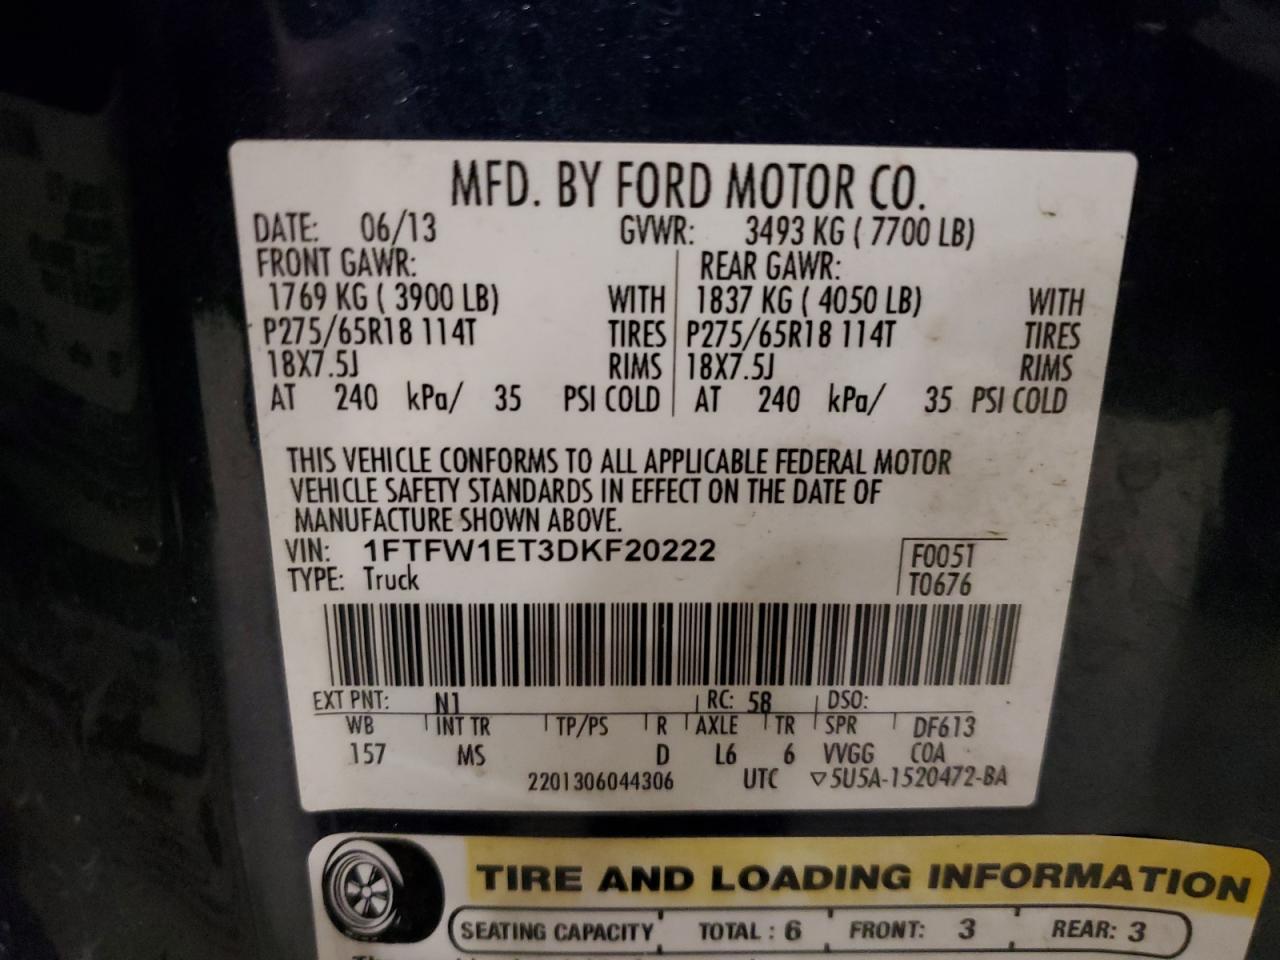 MFD. BY FORD MOTOR CO.
DATE: 06/13 GVWR: 3493 KG ( 7700 LB)
FRONT GAWR: REAR GAWR:
1769 KG ( 3900 LB) WITH 1837 KG ( 4050 LB) WITH
P275/65R18 114T TIRES P275/65R18 114T TIRES
18X7.5J RIMS 18X7.5J RIMS
AT 240 kPa/ 35 PSI COLD AT 240 kPa/ 35 PSI COLD
THIS VEHICLE CONFORMS TO ALL APPLICABLE FEDERAL MOTOR
VEHICLE SAFETY STANDARDS IN EFFECT ON THE DATE OF
MANUFACTURE SHOWN ABOVE.
VIN: 1FTFW1ET3DKF20222 F005T
TYPE: Truck T0676
EXT PNT: N1 RC: 58 DSO:
WB INT TR TP/PS R AXLE TR SPR DF613
157 MS D L6 6 VVGG COA
2201306044306 UTC ▽5U5A-1520472-BA
TIRE AND LOADING INFORMATION
SEATING CAPACITY TOTAL : 6 FRONT: 3 REAR: 3